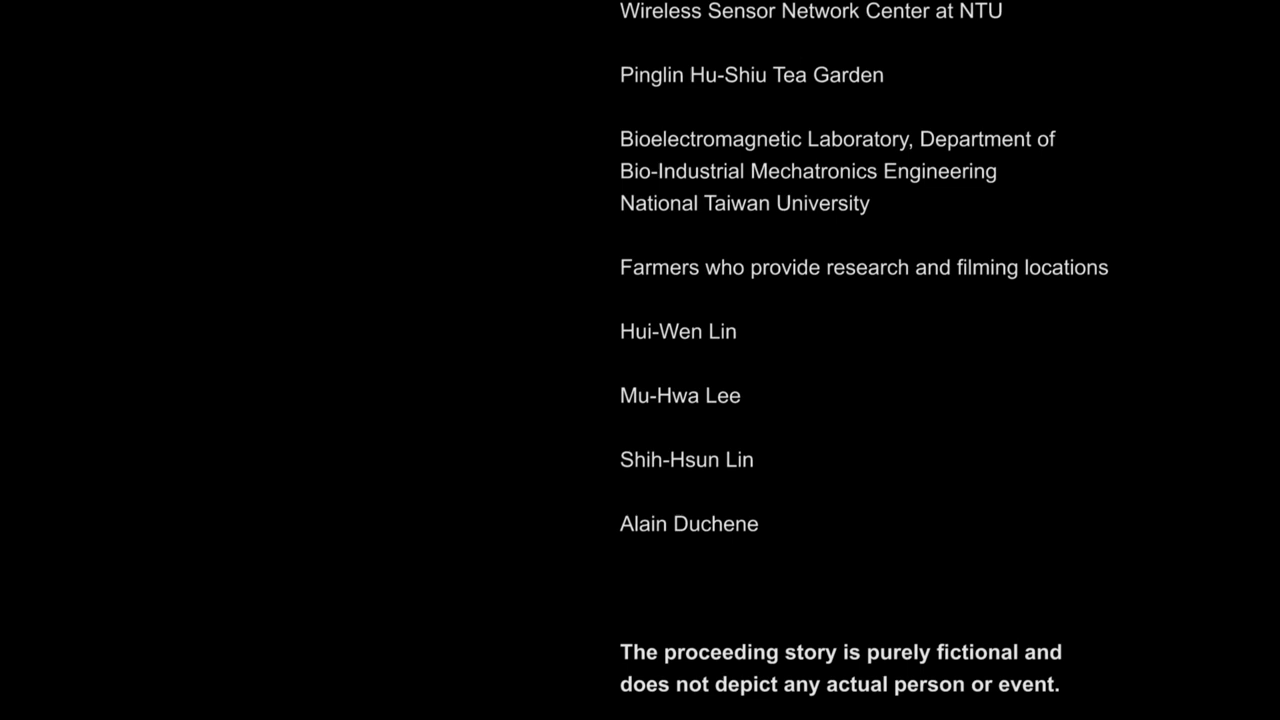 Wireless Sensor Network Center at NTU
Pinglin Hu-Shiu Tea Garden
Bioelectromagnetic Laboratory, Department of
Bio-Industrial Mechatronics Engineering
National Taiwan University
Farmers who provide research and filming locations
Hui-Wen Lin
Mu-Hwa Lee
Shih-Hsun Lin
Alain Duchene
The proceeding story is purely fictional and
does not depict any actual person or event.